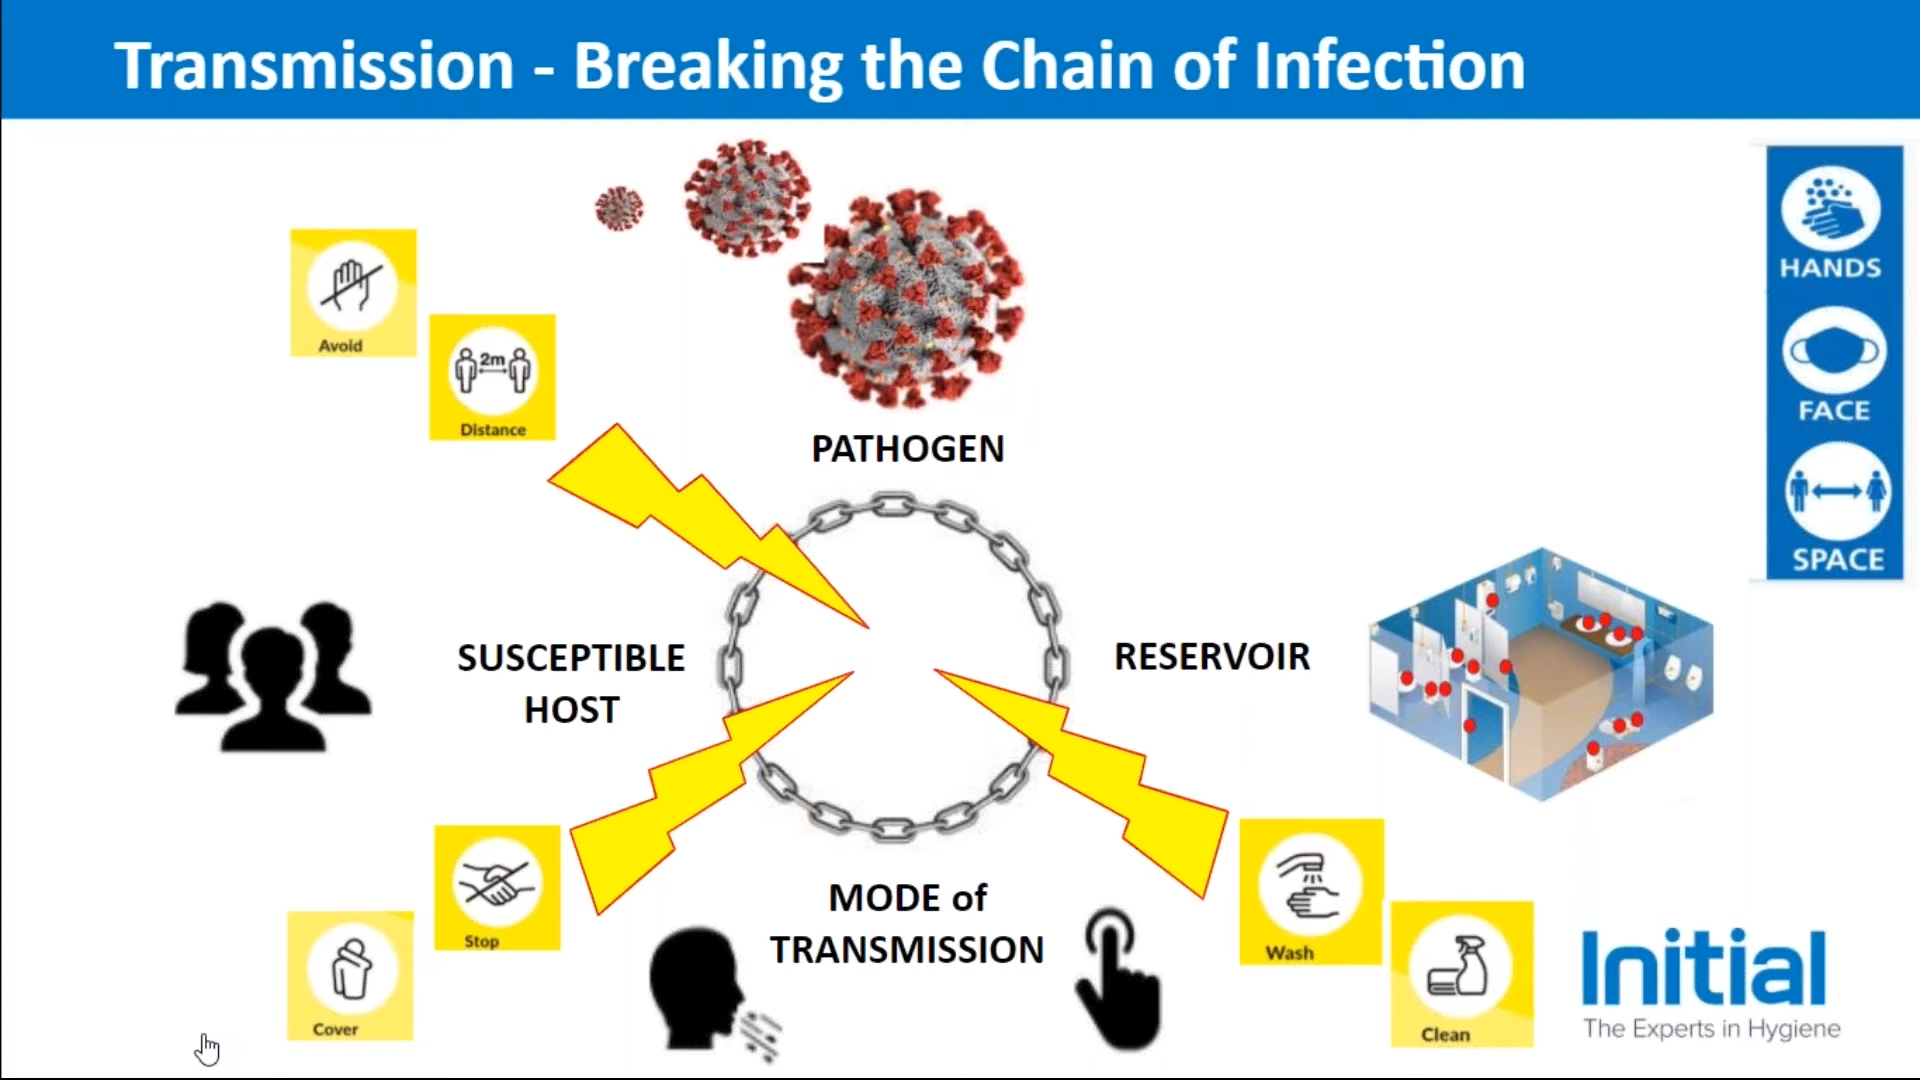 Transmission - Breaking the Chain of Infection
HANDS
FACE
SPACE
Avoid
2m
Distance
PATHOGEN
SUSCEPTIBLE
HOST
RESERVOIR
MODE of
TRANSMISSION
Stop
Cover
Wash
Clean
Initial
The Experts in Hygiene